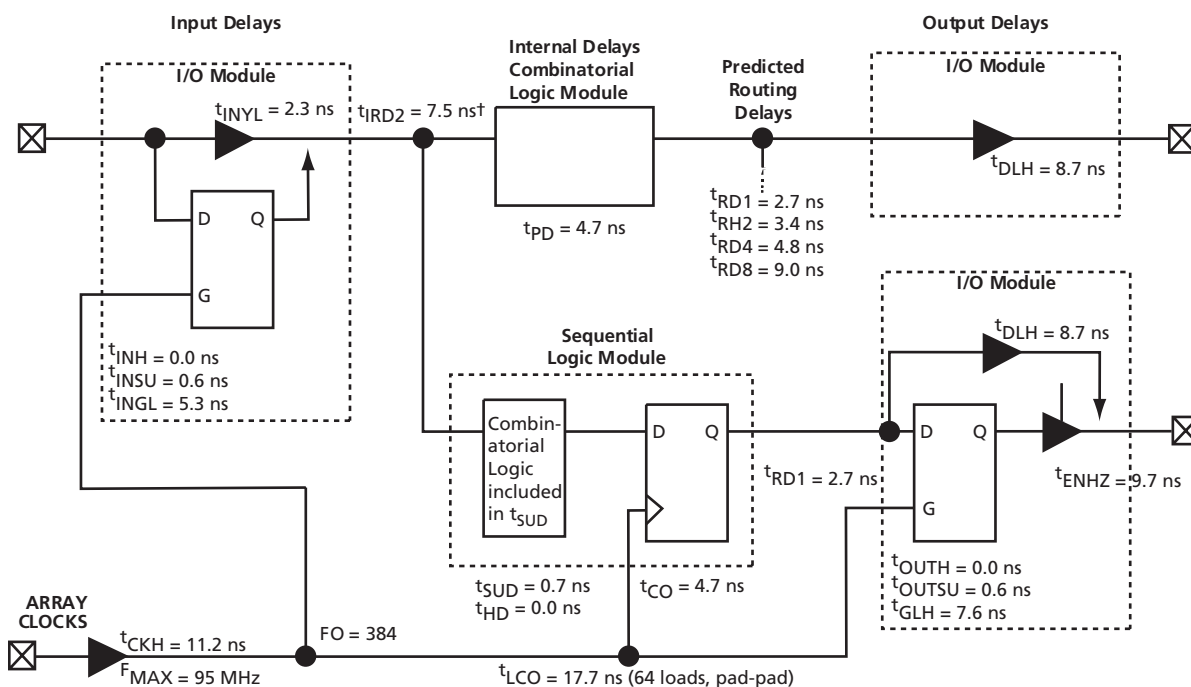 Input Delays
Output Delays
I/O Module
Internal Delays
Combinatorial
Logic Module
Predicted
Routing
Delays
I/O Module
tINYL = 2.3 ns
tIRD2 = 7.5 ns†
tDLH = 8.7 ns
D Q
G
tPD = 4.7 ns
tRD1 = 2.7 ns
tRH2 = 3.4 ns
tRD4 = 4.8 ns
tRD8 = 9.0 ns
I/O Module
tINH = 0.0 ns
tINSU = 0.6 ns
tINGL = 5.3 ns
Sequential
Logic Module
tDLH = 8.7 ns
Combin-
atorial
Logic
included
in tSUD
D Q
tRD1 = 2.7 ns
D Q
G
tENHZ = 9.7 ns
tOUTH = 0.0 ns
tOUTSU = 0.6 ns
tGLH = 7.6 ns
tSUD = 0.7 ns
tHD = 0.0 ns
tCO = 4.7 ns
ARRAY
CLOCKS
tCKH = 11.2 ns
FMAX = 95 MHz
FO = 384
tLCO = 17.7 ns (64 loads, pad-pad)